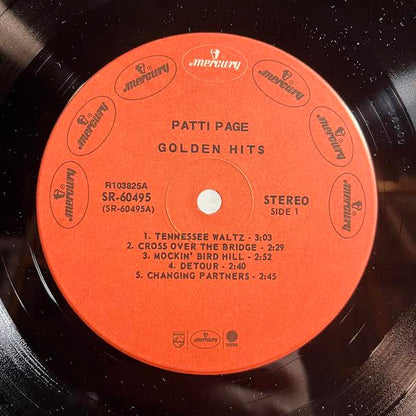 mercury
mercury
mercury
mercury
mercury
mercury
mercury
PATTI PAGE
GOLDEN HITS
R103825A
SR-60495
(SR-60495A)
STEREO
SIDE 1
1. TENNESSEE WALTZ - 3:03
2. CROSS OVER THE BRIDGE - 2:29
3. MOCKIN' BIRD HILL - 2:52
4. DETOUR - 2:40
5. CHANGING PARTNERS - 2:45
mercury